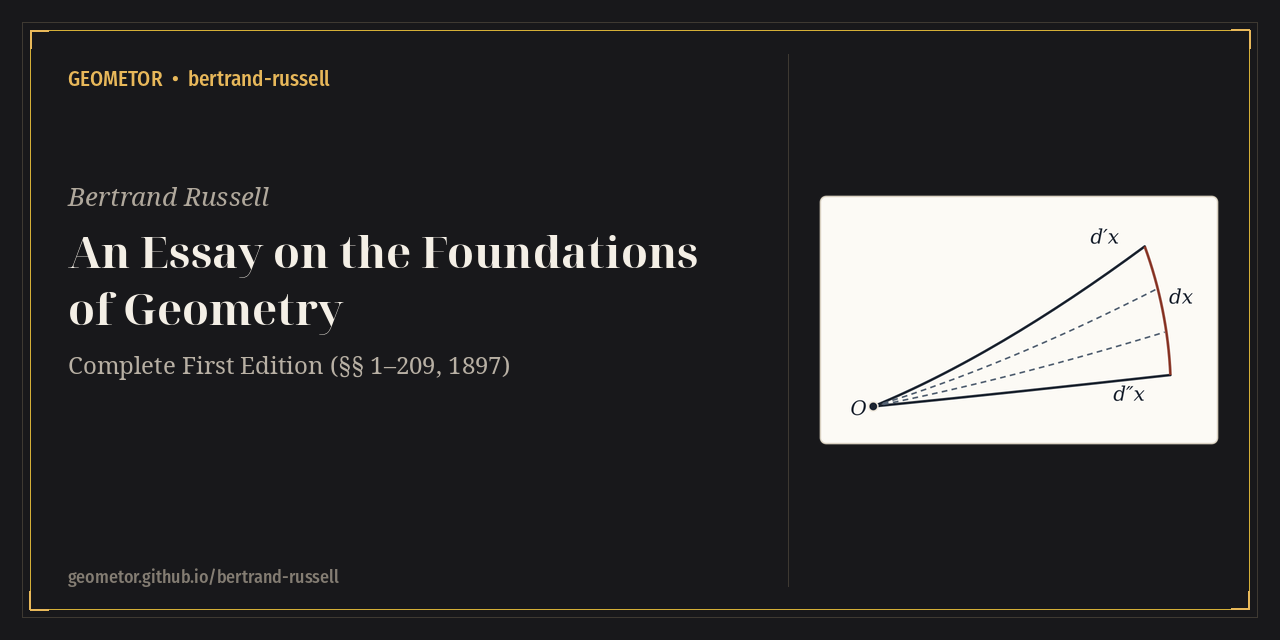 GEOMETOR • bertrand-russell
Bertrand Russell
An Essay on the Foundations
of Geometry
Complete First Edition (§§ 1–209, 1897)
geometor.github.io/bertrand-russell
d′x
dx
O
d″x